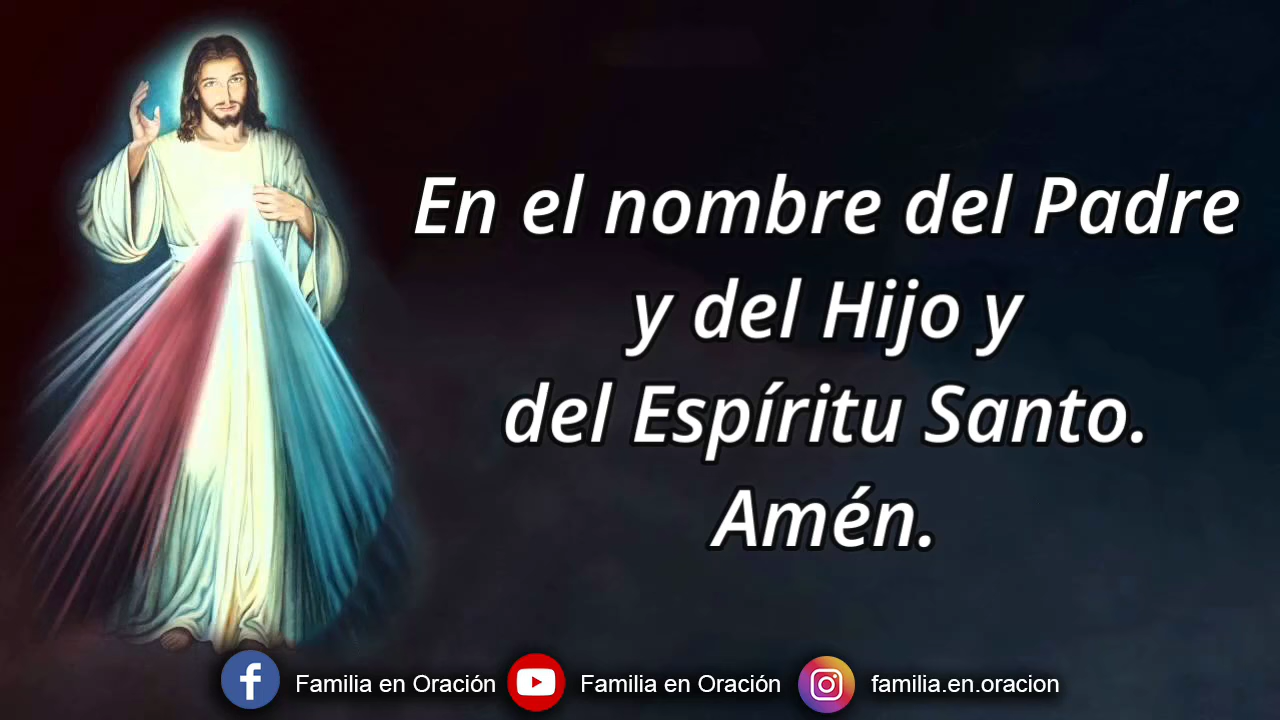 En el nombre del Padre
y del Hijo y
del Espíritu Santo.
Amén.
Familia en Oración Familia en Oración familia.en.oracion